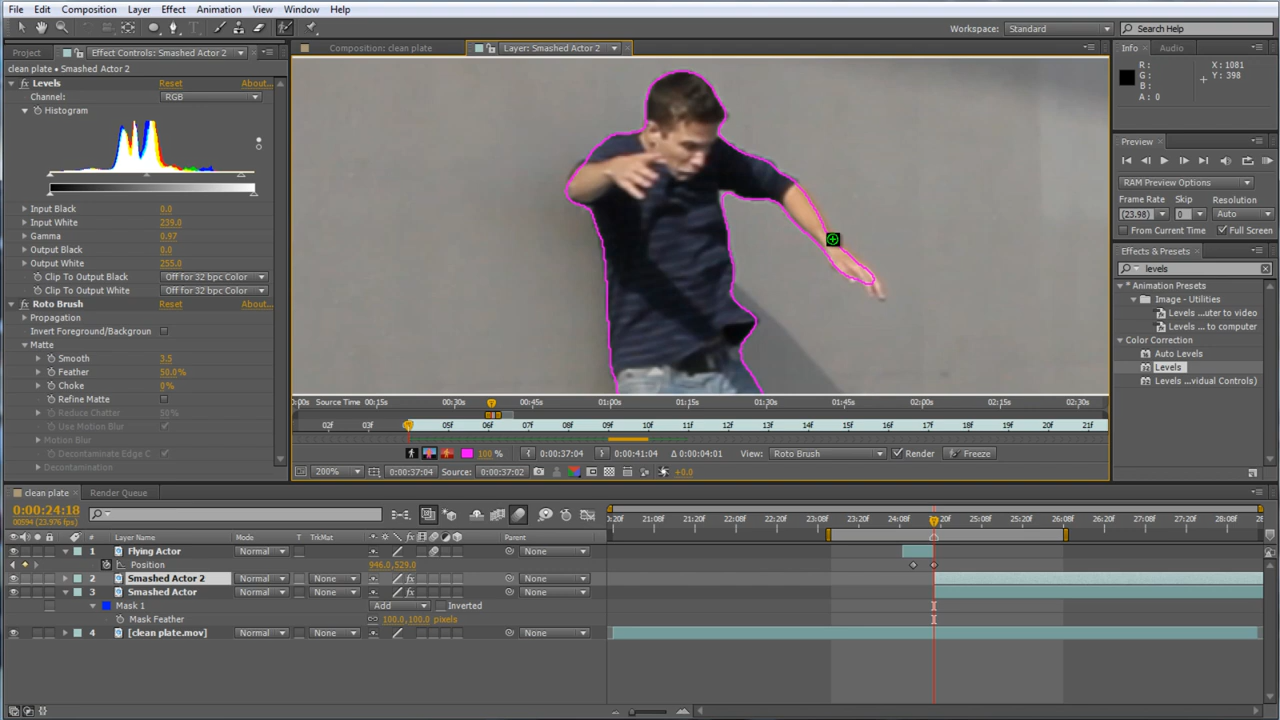 File Edit Composition Layer Effect Animation View Window Help
Workspace: Standard Search Help
Project Effect Controls: Smashed Actor 2
Composition: clean plate
Layer: Smashed Actor 2
Info Audio
clean plate • Smashed Actor 2
fx Levels Reset About...
Channel: RGB
Histogram
Input Black 0.0
Input White 239.0
Gamma 0.97
Output Black 0.0
Output White 255.0
Clip To Output Black Off for 32 bpc Color
Clip To Output White Off for 32 bpc Color
fx Roto Brush Reset About...
Propagation
Invert Foreground/Backgroun
Matte
Smooth 3.5
Feather 50.0%
Choke 0%
Refine Matte
Reduce Chatter 50%
Use Motion Blur
Motion Blur
Decontaminate Edge C
Decontamination
R :
G :
B :
A : 0
X : 1081
Y : 398
Preview
RAM Preview Options
Frame Rate Skip Resolution
(23.98) 0 Auto
From Current Time Full Screen
Effects & Presets
levels
* Animation Presets
Image - Utilities
Levels ...uter to video
Levels ... to computer
Color Correction
Auto Levels
Levels
Levels ...vidual Controls)
):00s Source Time 00:15s 00:30s 00:45s 01:00s 01:15s 01:30s 01:45s 02:00s 02:15s 02:30s
02f 03f 05f 06f 07f 08f 09f 10f 11f 12f 13f 14f 15f 16f 17f 18f 19f 20f 21f
100 % 0:00:37:04 0:00:41:04 Δ 0:00:04:01 View: Roto Brush Render Freeze
200% 0:00:37:04 Source: 0:00:37:02 +0.0
clean plate Render Queue
0:00:24:18
00594 (23.976 fps)
# Layer Name Mode T TrkMat Parent
):20f 21:08f 21:20f 22:08f 22:20f 23:08f 23:20f 24:08f 20f 25:08f 25:20f 26:08f 26:20f 27:08f 27:20f 28:08f
1 Flying Actor Normal None
Position 946.0,529.0
2 Smashed Actor 2 Normal None fx None
3 Smashed Actor Normal None fx None
Mask 1 Add Inverted
Mask Feather 100.0,100.0 pixels
4 [clean plate.mov] Normal None None